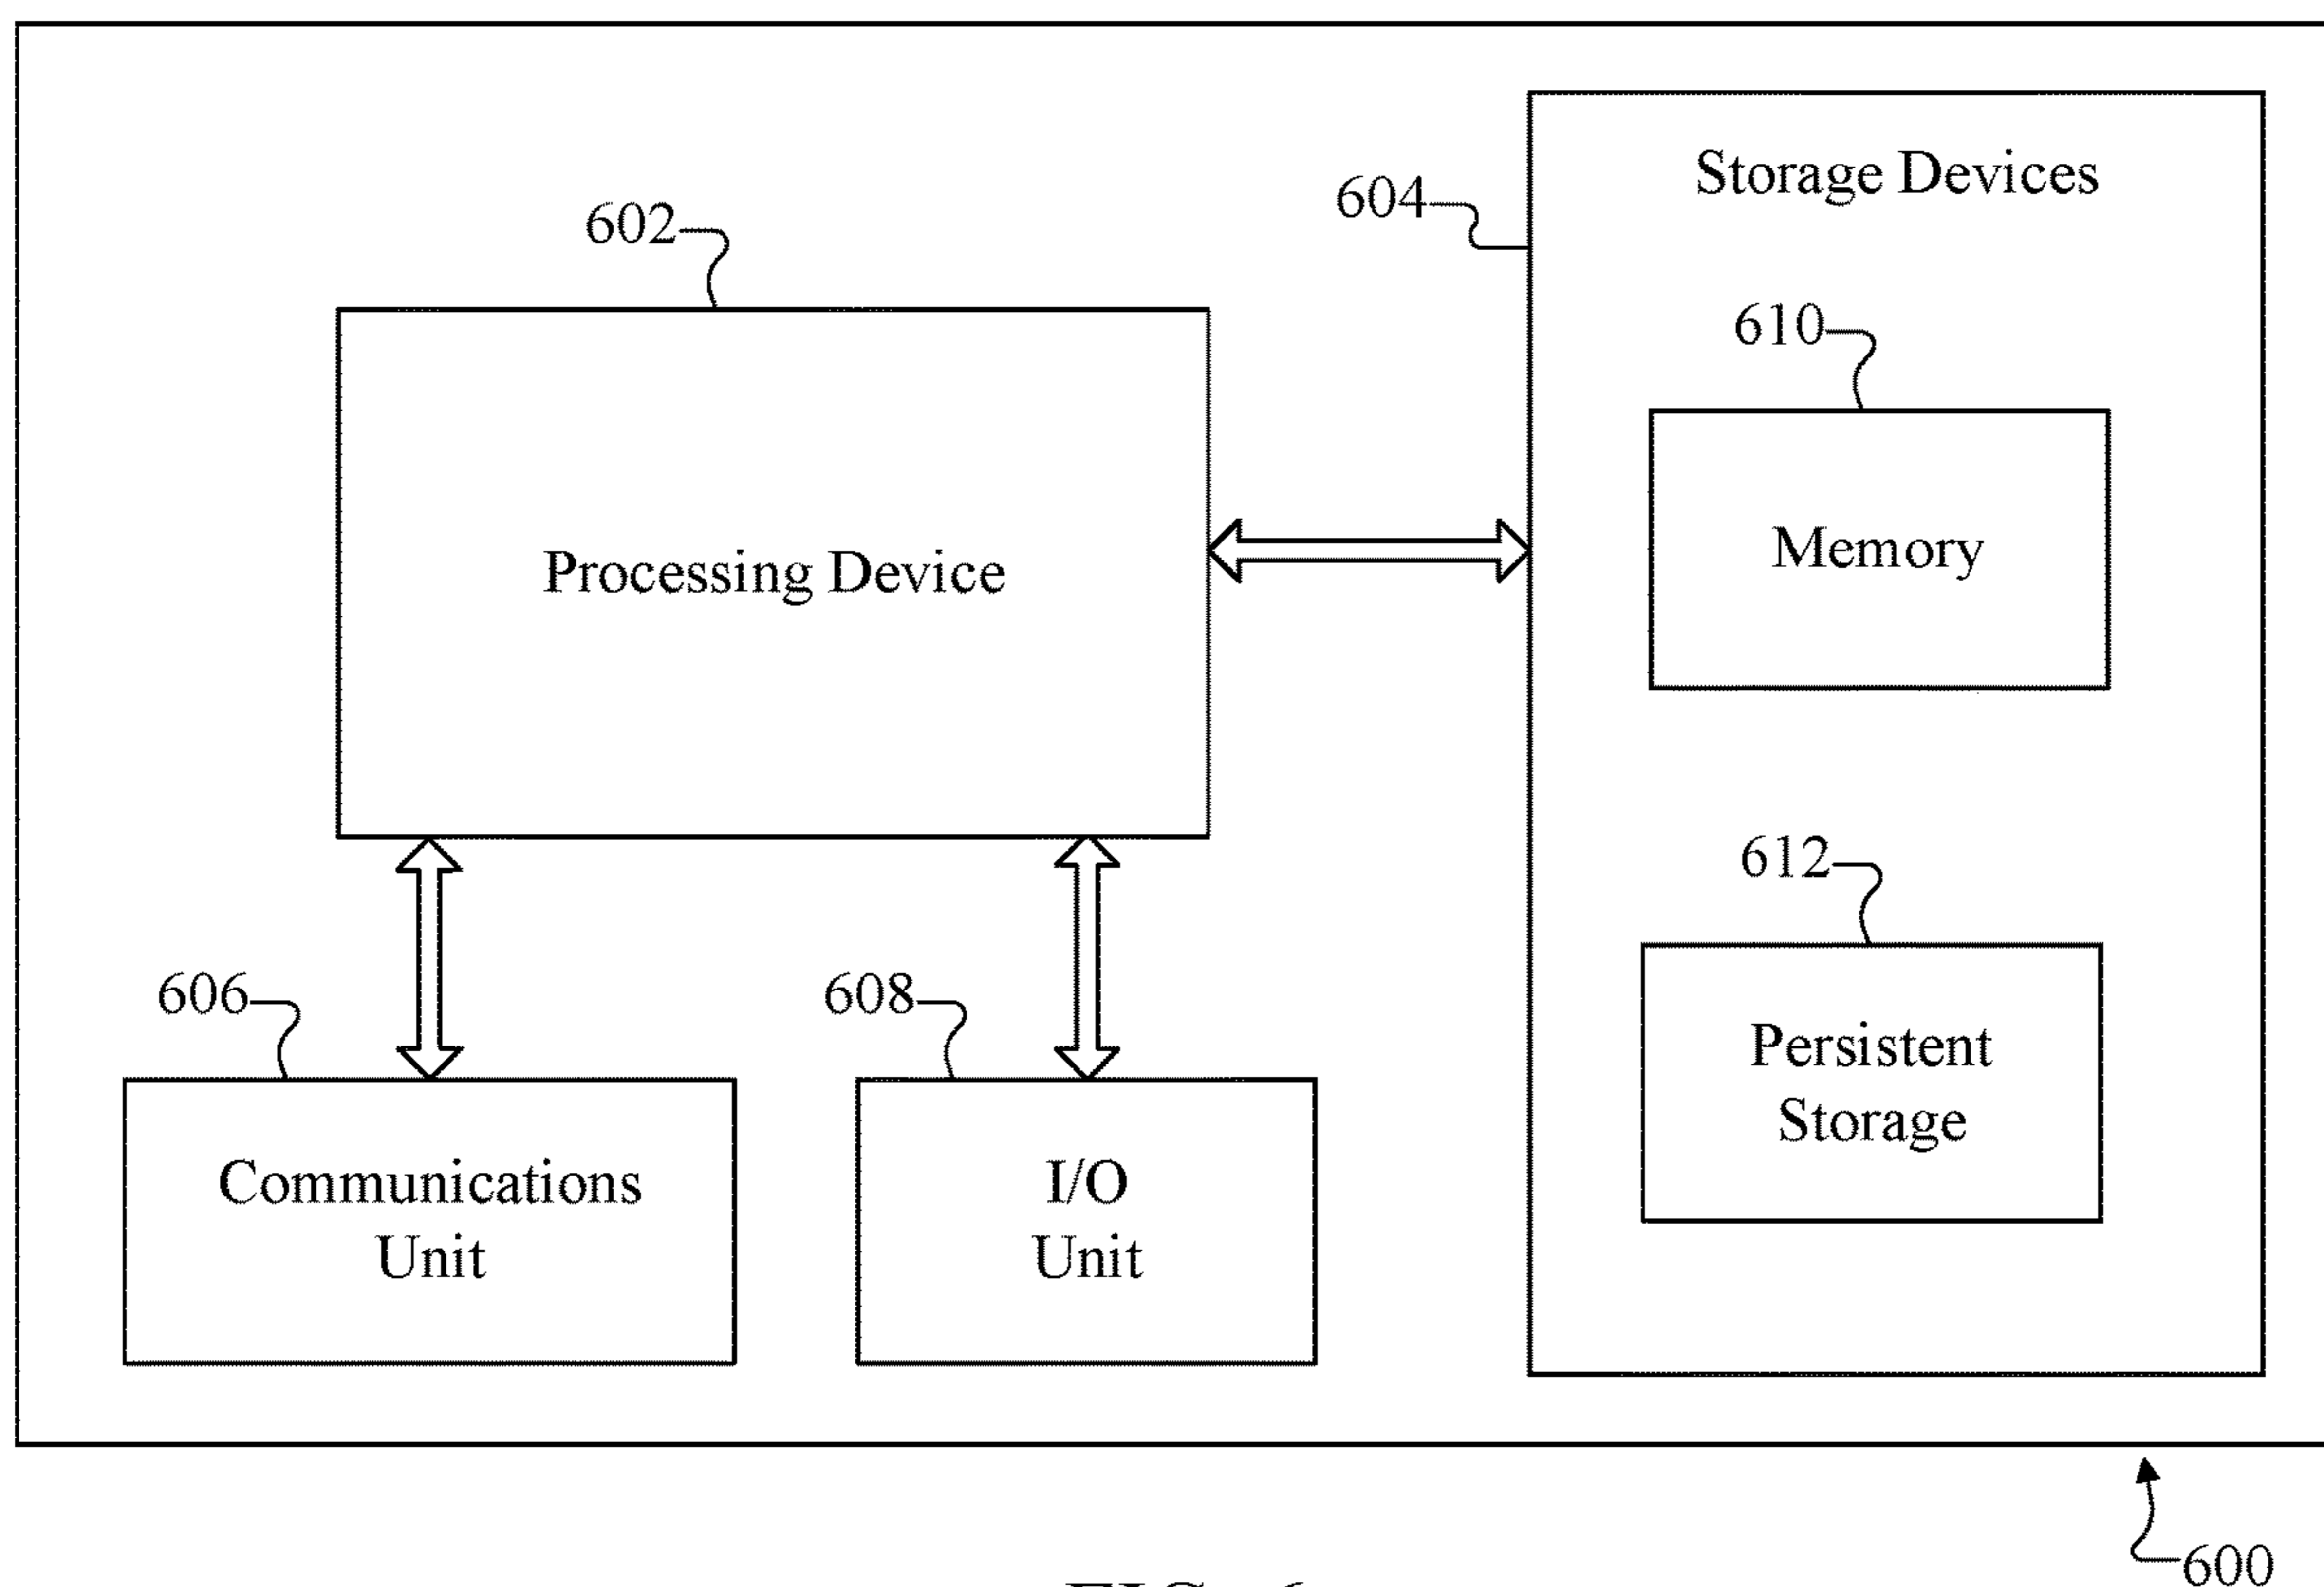 Storage Devices
604
602
610
Processing Device
Memory
612
606
608
Persistent
Storage
Communications
Unit
I/O
Unit
600